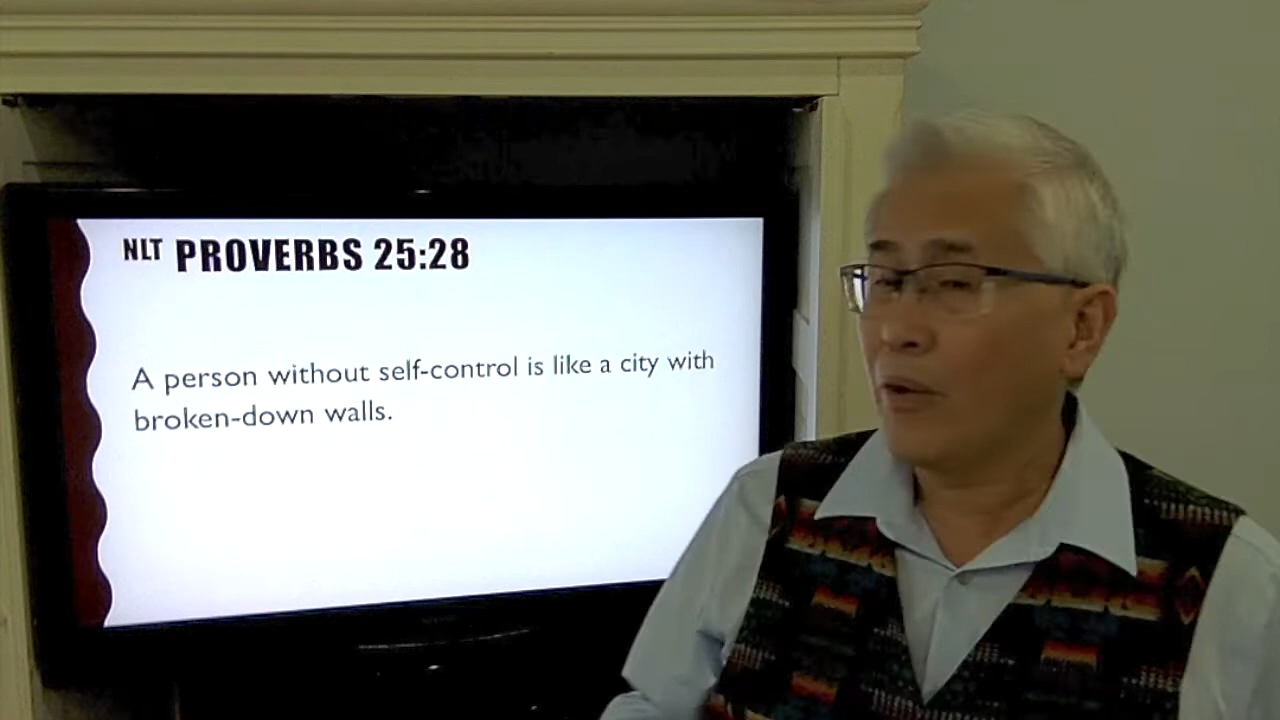 NLT PROVERBS 25:28
A person without self-control is like a city with
broken-down walls.